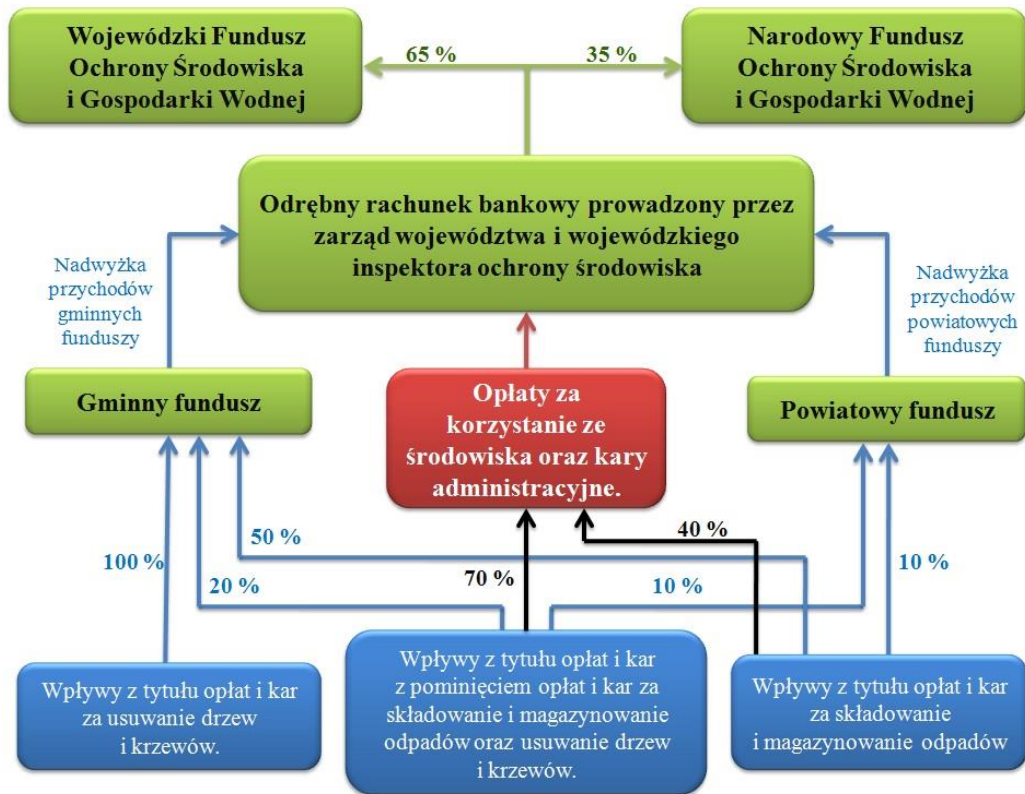 Wojewódzki Fundusz
Ochrony Środowiska
i Gospodarki Wodnej
65 %
35 %
Narodowy Fundusz
Ochrony Środowiska
i Gospodarki Wodnej
Odrębny rachunek bankowy prowadzony przez
zarząd województwa i wojewódzkiego
inspektora ochrony środowiska
Nadwyżka
przychodów
gminnych
funduszy
Nadwyżka
przychodów
powiatowych
funduszy
Gminny fundusz
Opłaty za
korzystanie ze
środowiska oraz kary
administracyjne.
Powiatowy fundusz
100 %
20 %
50 %
70 %
40 %
10 %
10 %
Wpływy z tytułu opłat i kar
za usuwanie drzew
i krzewów.
Wpływy z tytułu opłat i kar
z pominięciem opłat i kar za
składowanie i magazynowanie
odpadów oraz usuwanie drzew
i krzewów.
Wpływy z tytułu opłat i kar
za składowanie
i magazynowanie odpadów